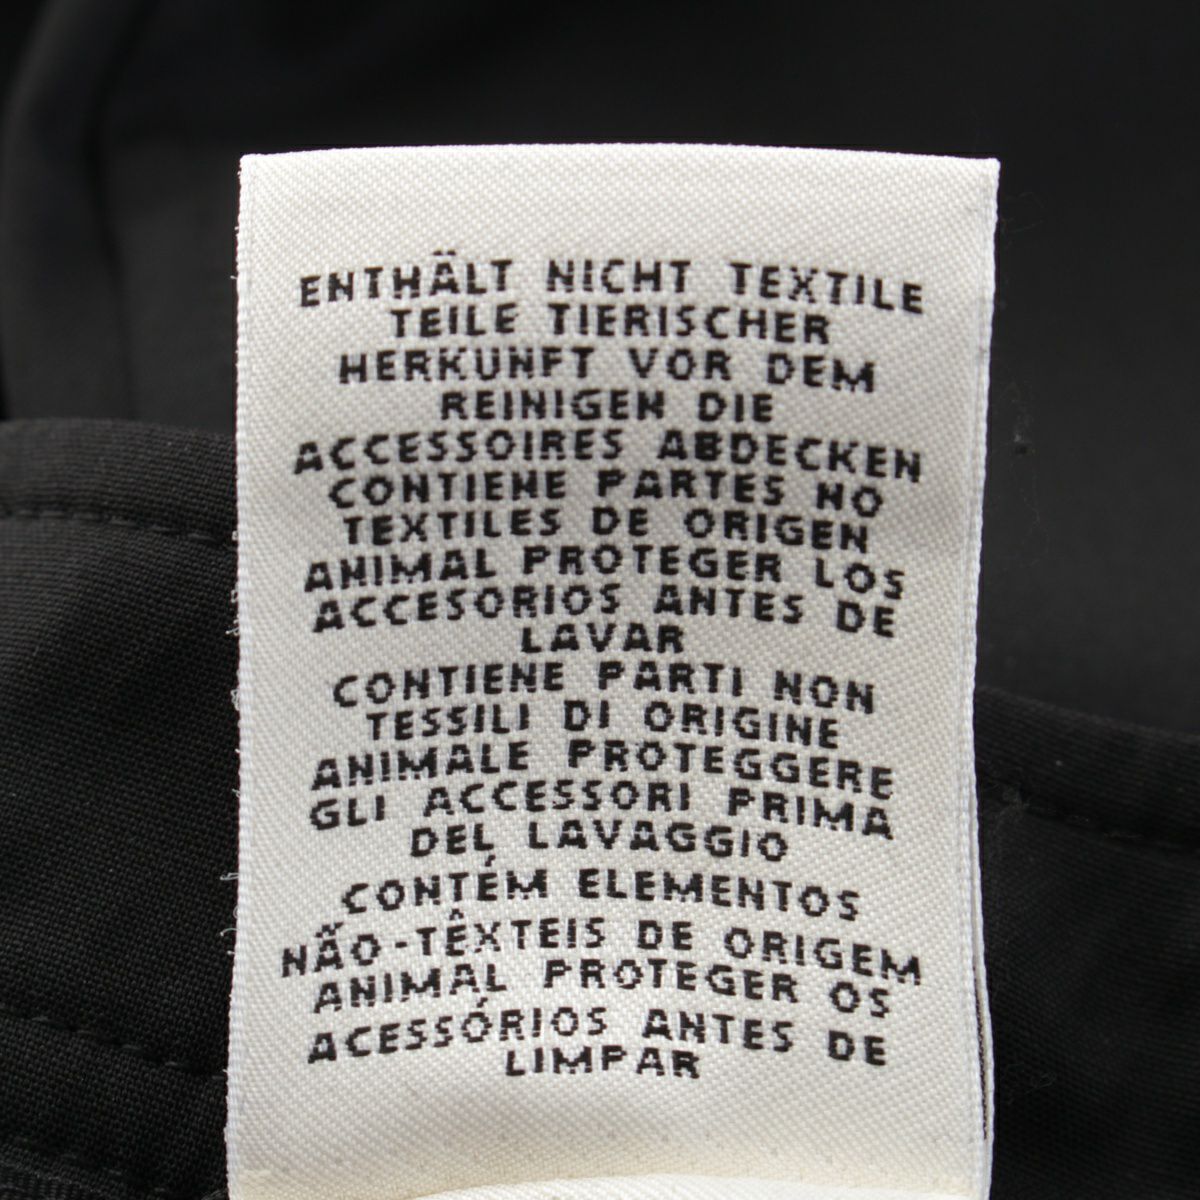 ENTHÄLT NICHT TEXTILE
TEILE TIERISCHER
HERKUNFT VOR DEM
REINIGEN DIE
ACCESSOIRES ABDECKEN
CONTIENE PARTES NO
TEXTILES DE ORIGEN
ANIMAL PROTEGER LOS
ACCESORIOS ANTES DE
LAVAR
CONTIENE PARTI NON
TESSILI DI ORIGINE
ANIMALE PROTEGGERE
GLI ACCESSORI PRIMA
DEL LAVAGGIO
CONTÉM ELEMENTOS
NÃO-TÊXTEIS DE ORIGEM
ANIMAL PROTEGER OS
ACESSÓRIOS ANTES DE
LIMPAR